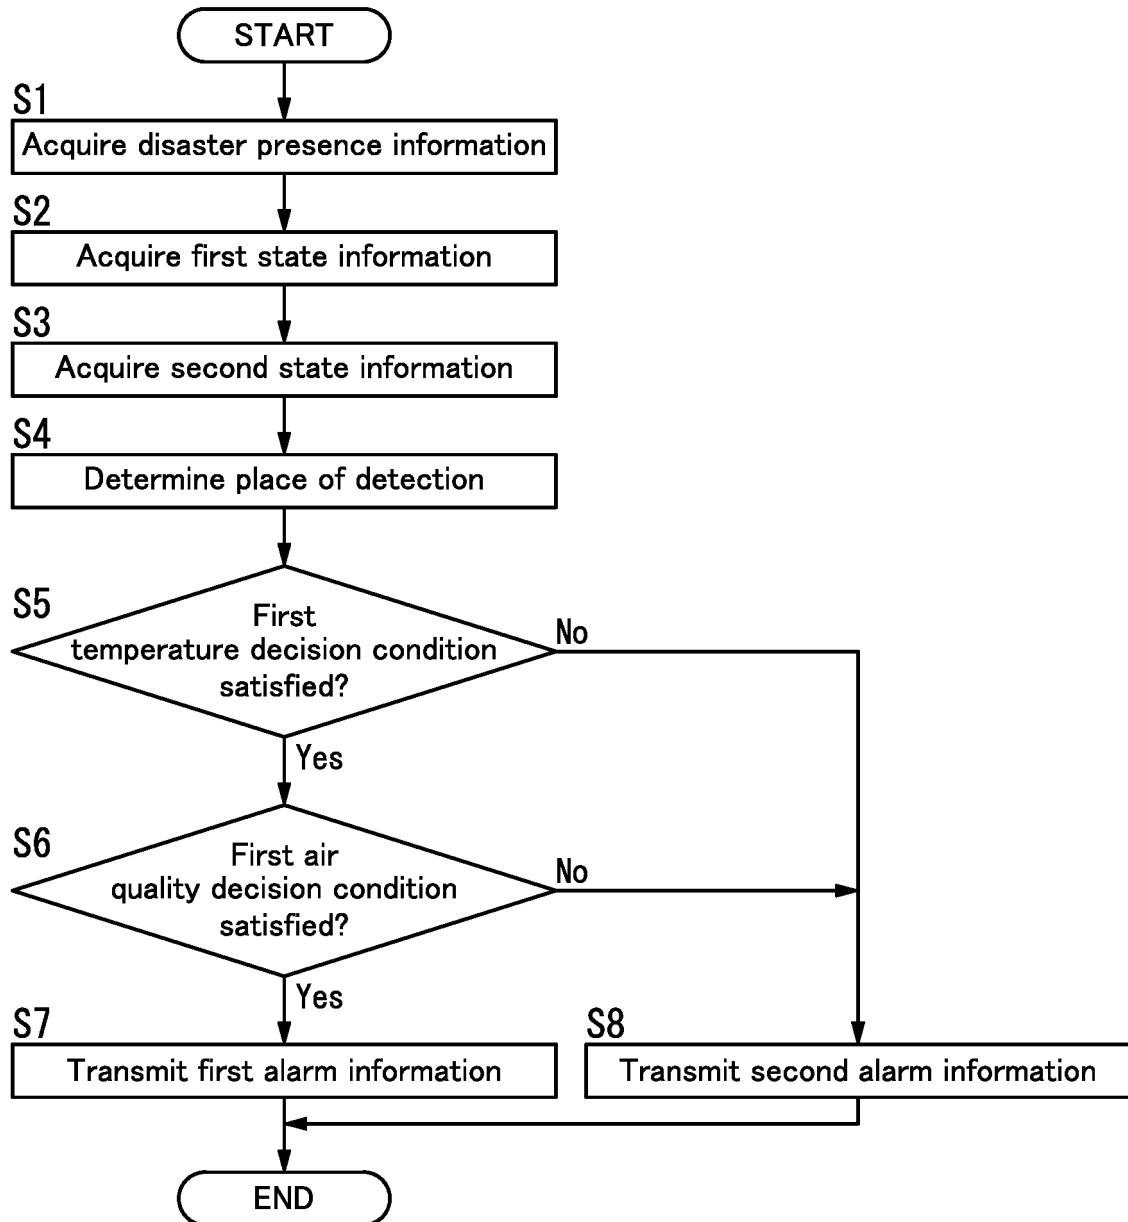 START
S1
Acquire disaster presence information
S2
Acquire first state information
S3
Acquire second state information
S4
Determine place of detection
S5
First
temperature decision condition
satisfied?
No
Yes
S6
First air
quality decision condition
satisfied?
No
Yes
S7
Transmit first alarm information
S8
Transmit second alarm information
END